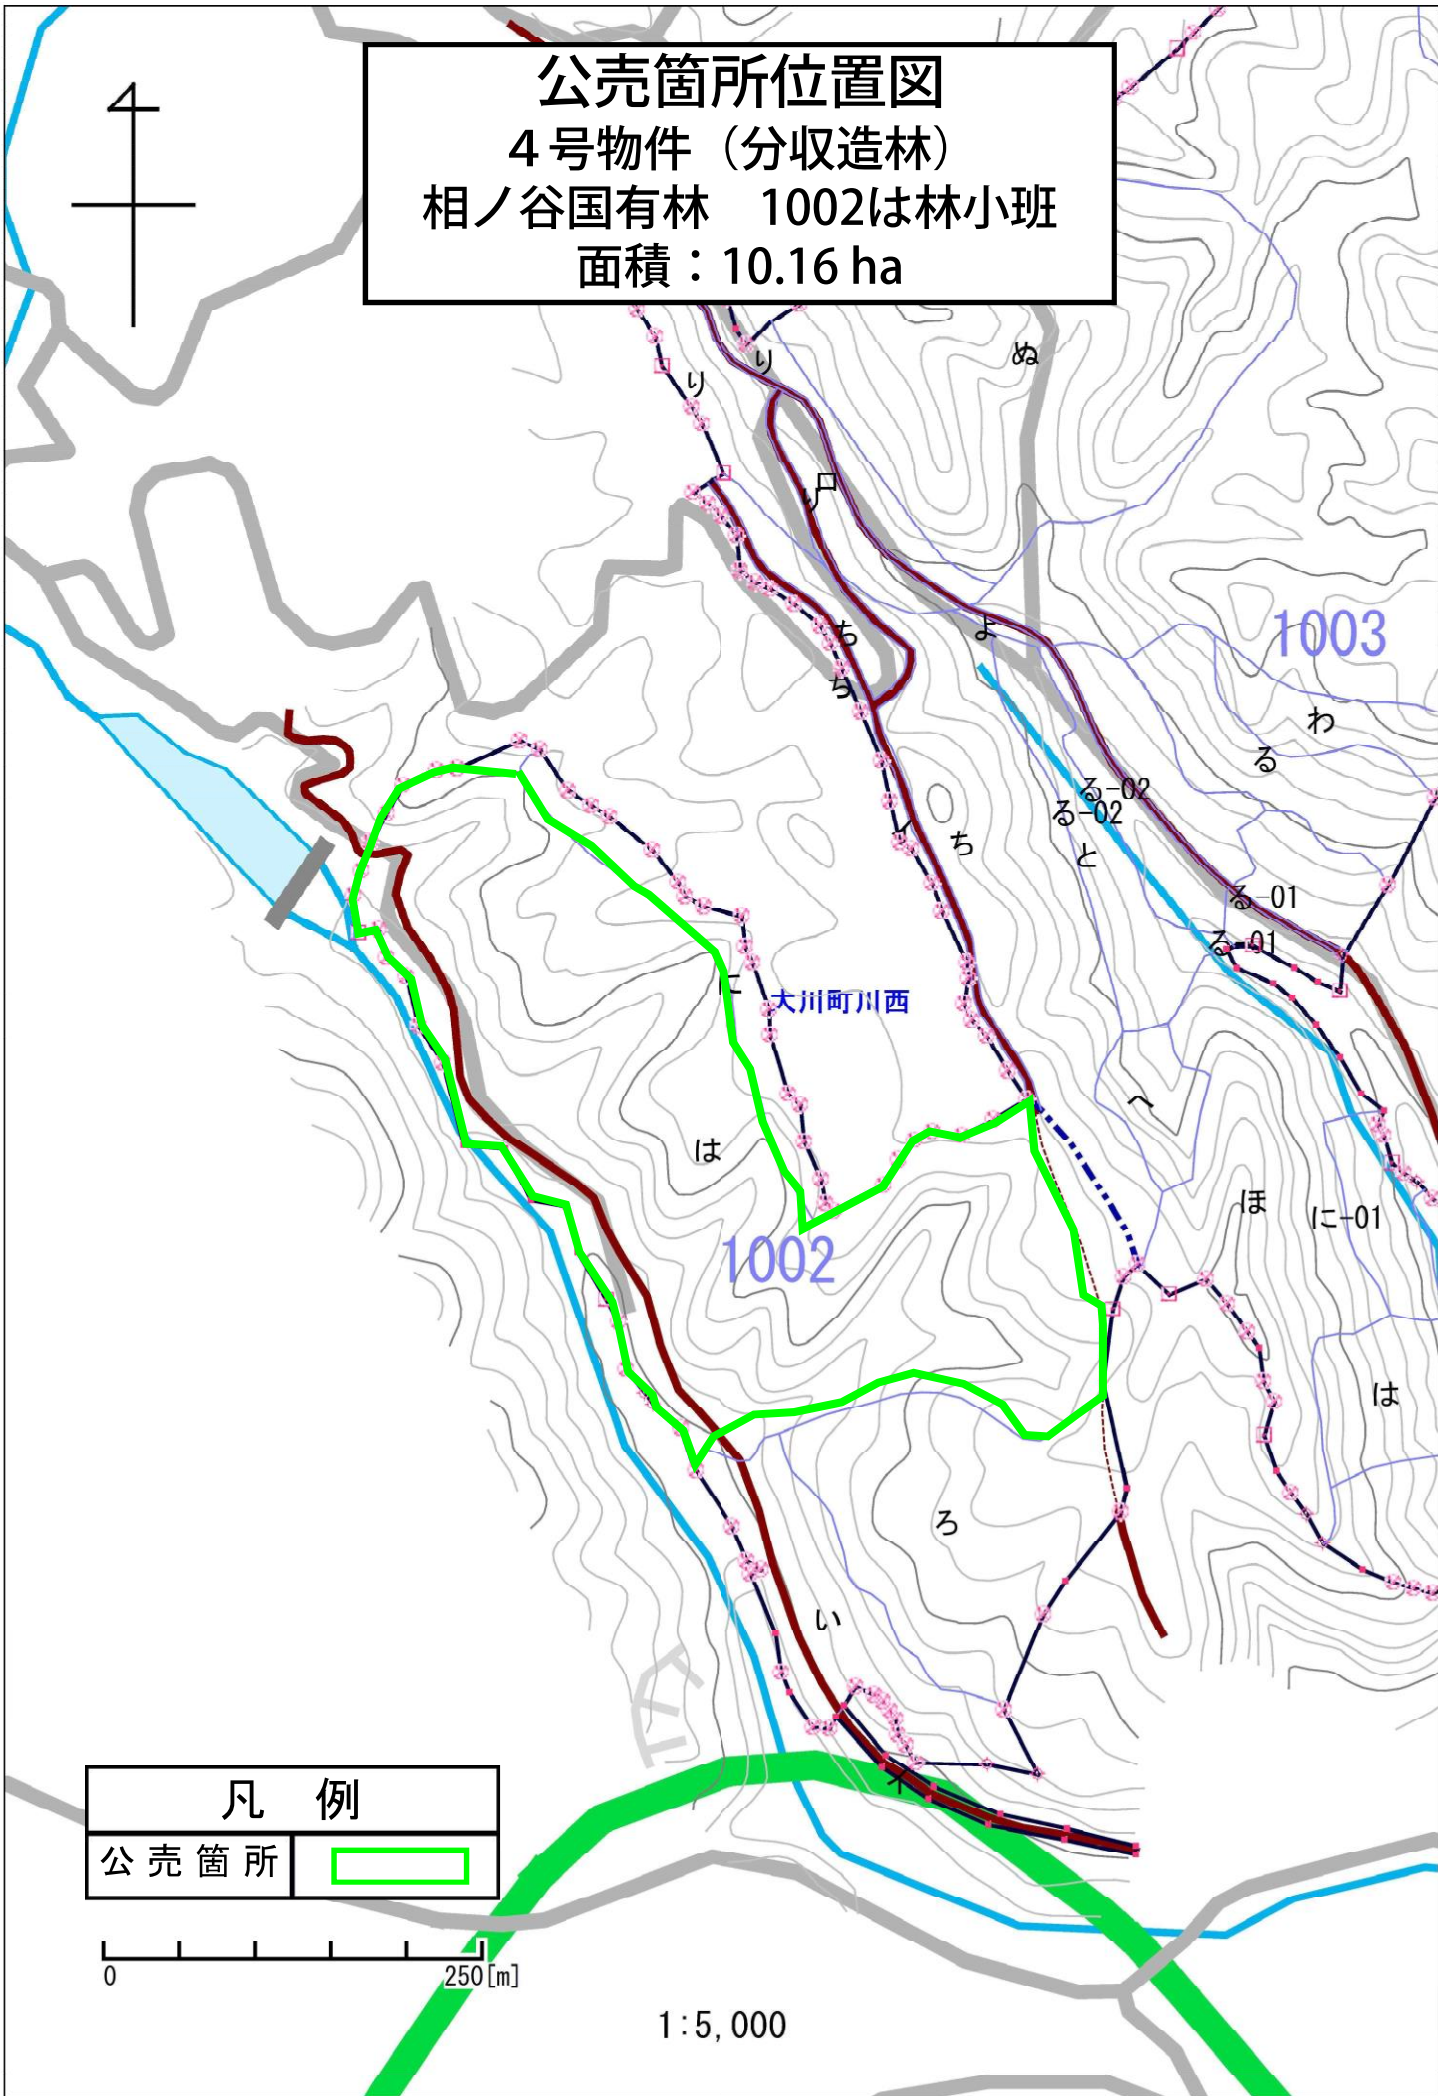 公売箇所位置図
４号物件（分収造林）
相ノ谷国有林　1002は林小班
面積：10.16 ha
ぬ
り
り
ロ
り
ち
よ
1003
ち
わ
る
る-02
る-02
イ
ち
と
る-01
る-01
に
大川町川西
へ
は
ほ
に-01
1002
は
ろ
い
イ
凡　例
公売箇所
0
250[m]
1:5,000